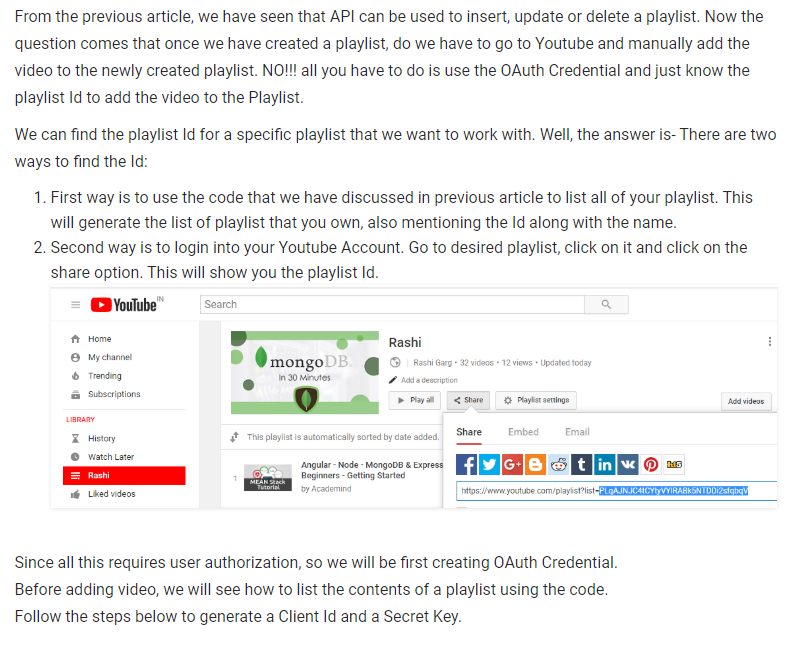 From the previous article, we have seen that API can be used to insert, update or delete a playlist. Now the
question comes that once we have created a playlist, do we have to go to Youtube and manually add the
video to the newly created playlist. NO!!! all you have to do is use the OAuth Credential and just know the
playlist Id to add the video to the Playlist.
We can find the playlist Id for a specific playlist that we want to work with. Well, the answer is- There are two
ways to find the Id:
1. First way is to use the code that we have discussed in previous article to list all of your playlist. This
will generate the list of playlist that you own, also mentioning the Id along with the name.
2. Second way is to login into your Youtube Account. Go to desired playlist, click on it and click on the
share option. This will show you the playlist Id.
YouTube IN
Search
Home
My channel
Trending
Subscriptions
LIBRARY
History
Watch Later
Rashi
Liked videos
mongoDB.
in 30 Minutes
Rashi
Rashi Garg • 32 videos • 12 views • Updated today
Add a description
Play all
Share
Playlist settings
Add videos
This playlist is automatically sorted by date added.
1
MEAN Stack
Tutorial
Angular - Node - MongoDB & Express
Beginners - Getting Started
by Academind
Share
Embed
Email
https://www.youtube.com/playlist?list=
Since all this requires user authorization, so we will be first creating OAuth Credential.
Before adding video, we will see how to list the contents of a playlist using the code.
Follow the steps below to generate a Client Id and a Secret Key.